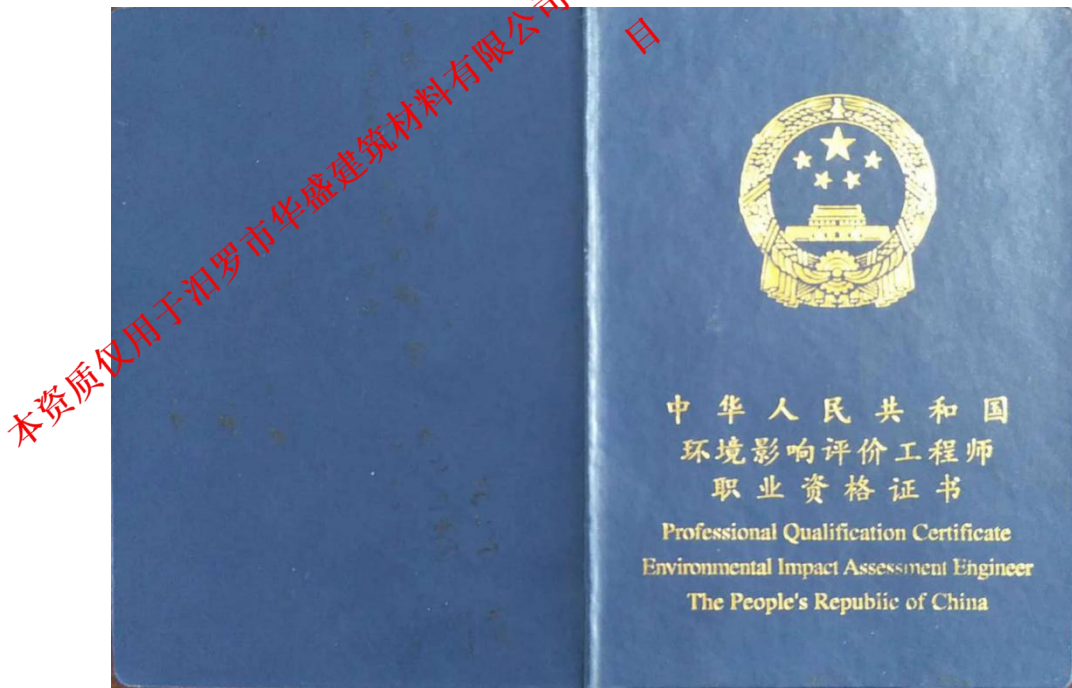 本资质仅用于汨罗市华盛建筑材料有限公司
目
中华人民共和国
环境影响评价工程师
职业资格证书
Professional Qualification Certificate
Environmental Impact Assessment Engineer
The People's Republic of China